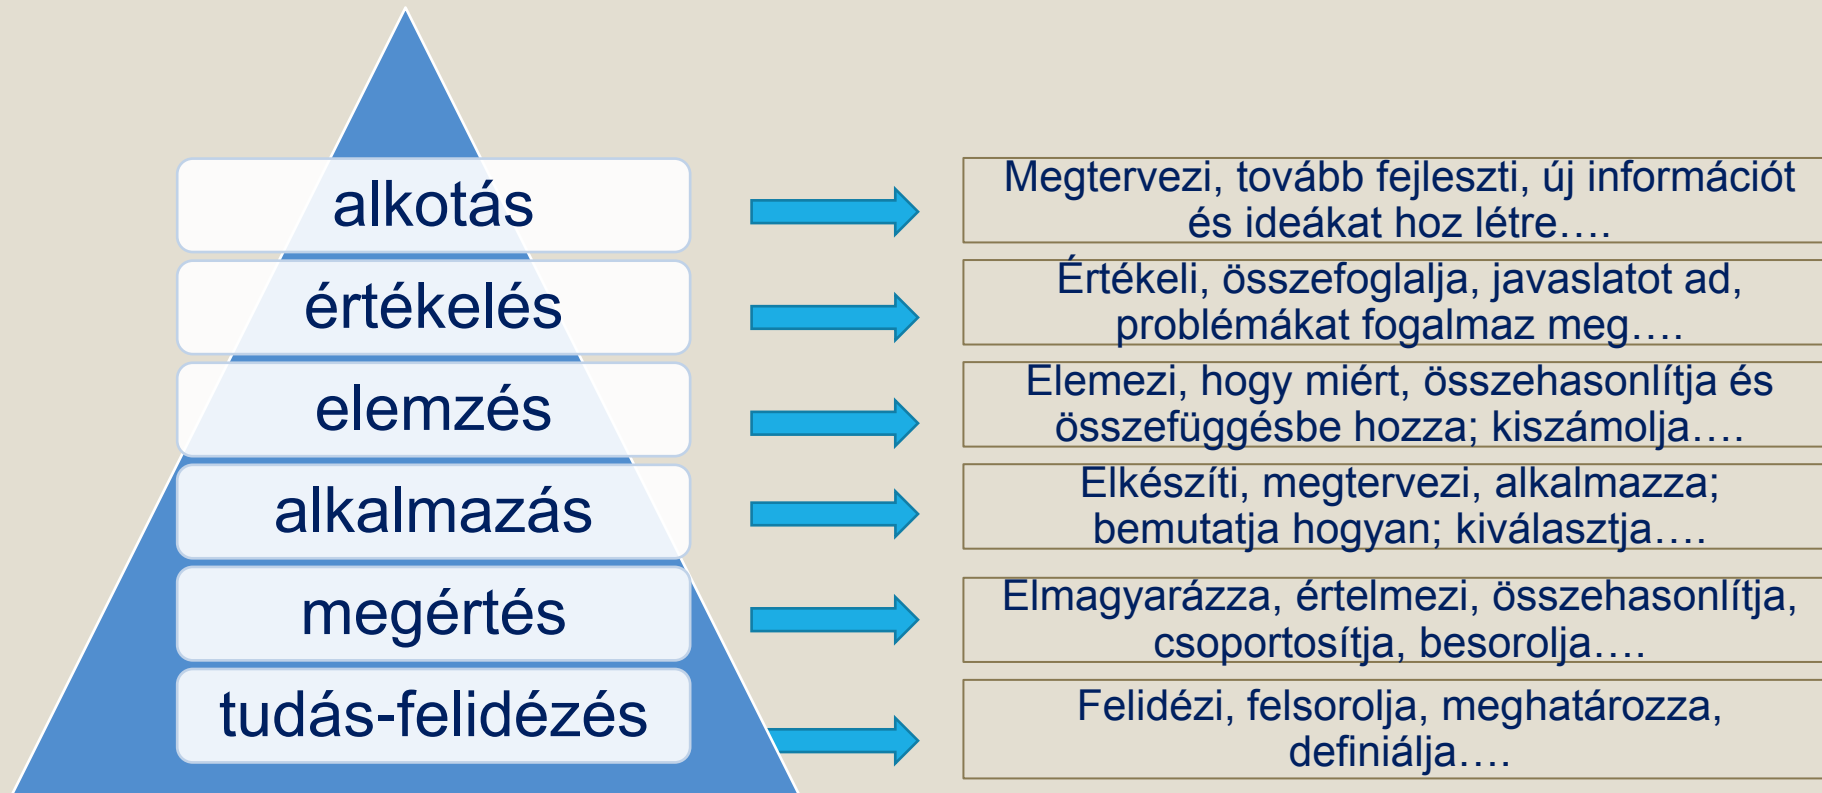 alkotás
Megtervezi, tovább fejleszti, új információt
és ideákat hoz létre….
értékelés
Értékeli, összefoglalja, javaslatot ad,
problémákat fogalmaz meg….
elemzés
Elemezi, hogy miért, összehasonlítja és
összefüggésbe hozza; kiszámolja….
alkalmazás
Elkészíti, megtervezi, alkalmazza;
bemutatja hogyan; kiválasztja….
megértés
Elmagyarázza, értelmezi, összehasonlítja,
csoportosítja, besorolja….
tudás-felidézés
Felidézi, felsorolja, meghatározza,
definiálja….